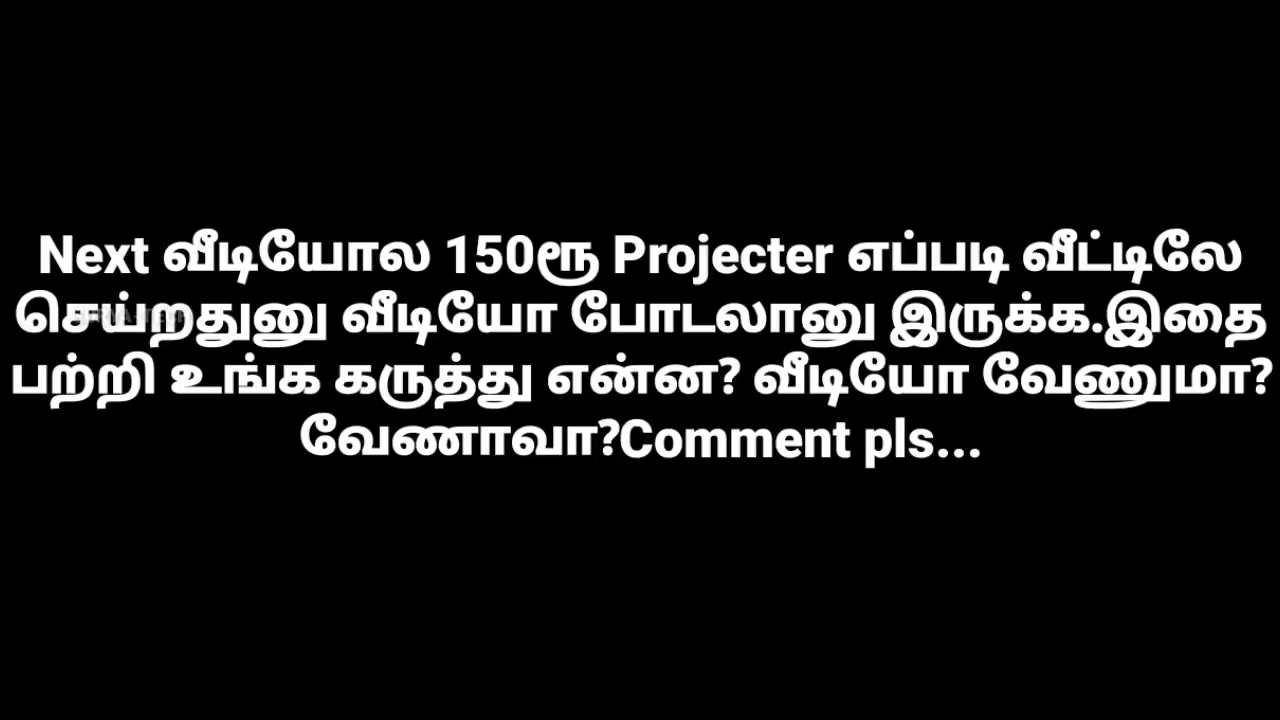 Next வீடியோல 150ரூ Projecter எப்படி வீட்டிலே
செய்றதுனு வீடியோ போடலானு இருக்க.இதை
பற்றி உங்க கருத்து என்ன? வீடியோ வேணுமா?
வேணாவா?Comment pls...